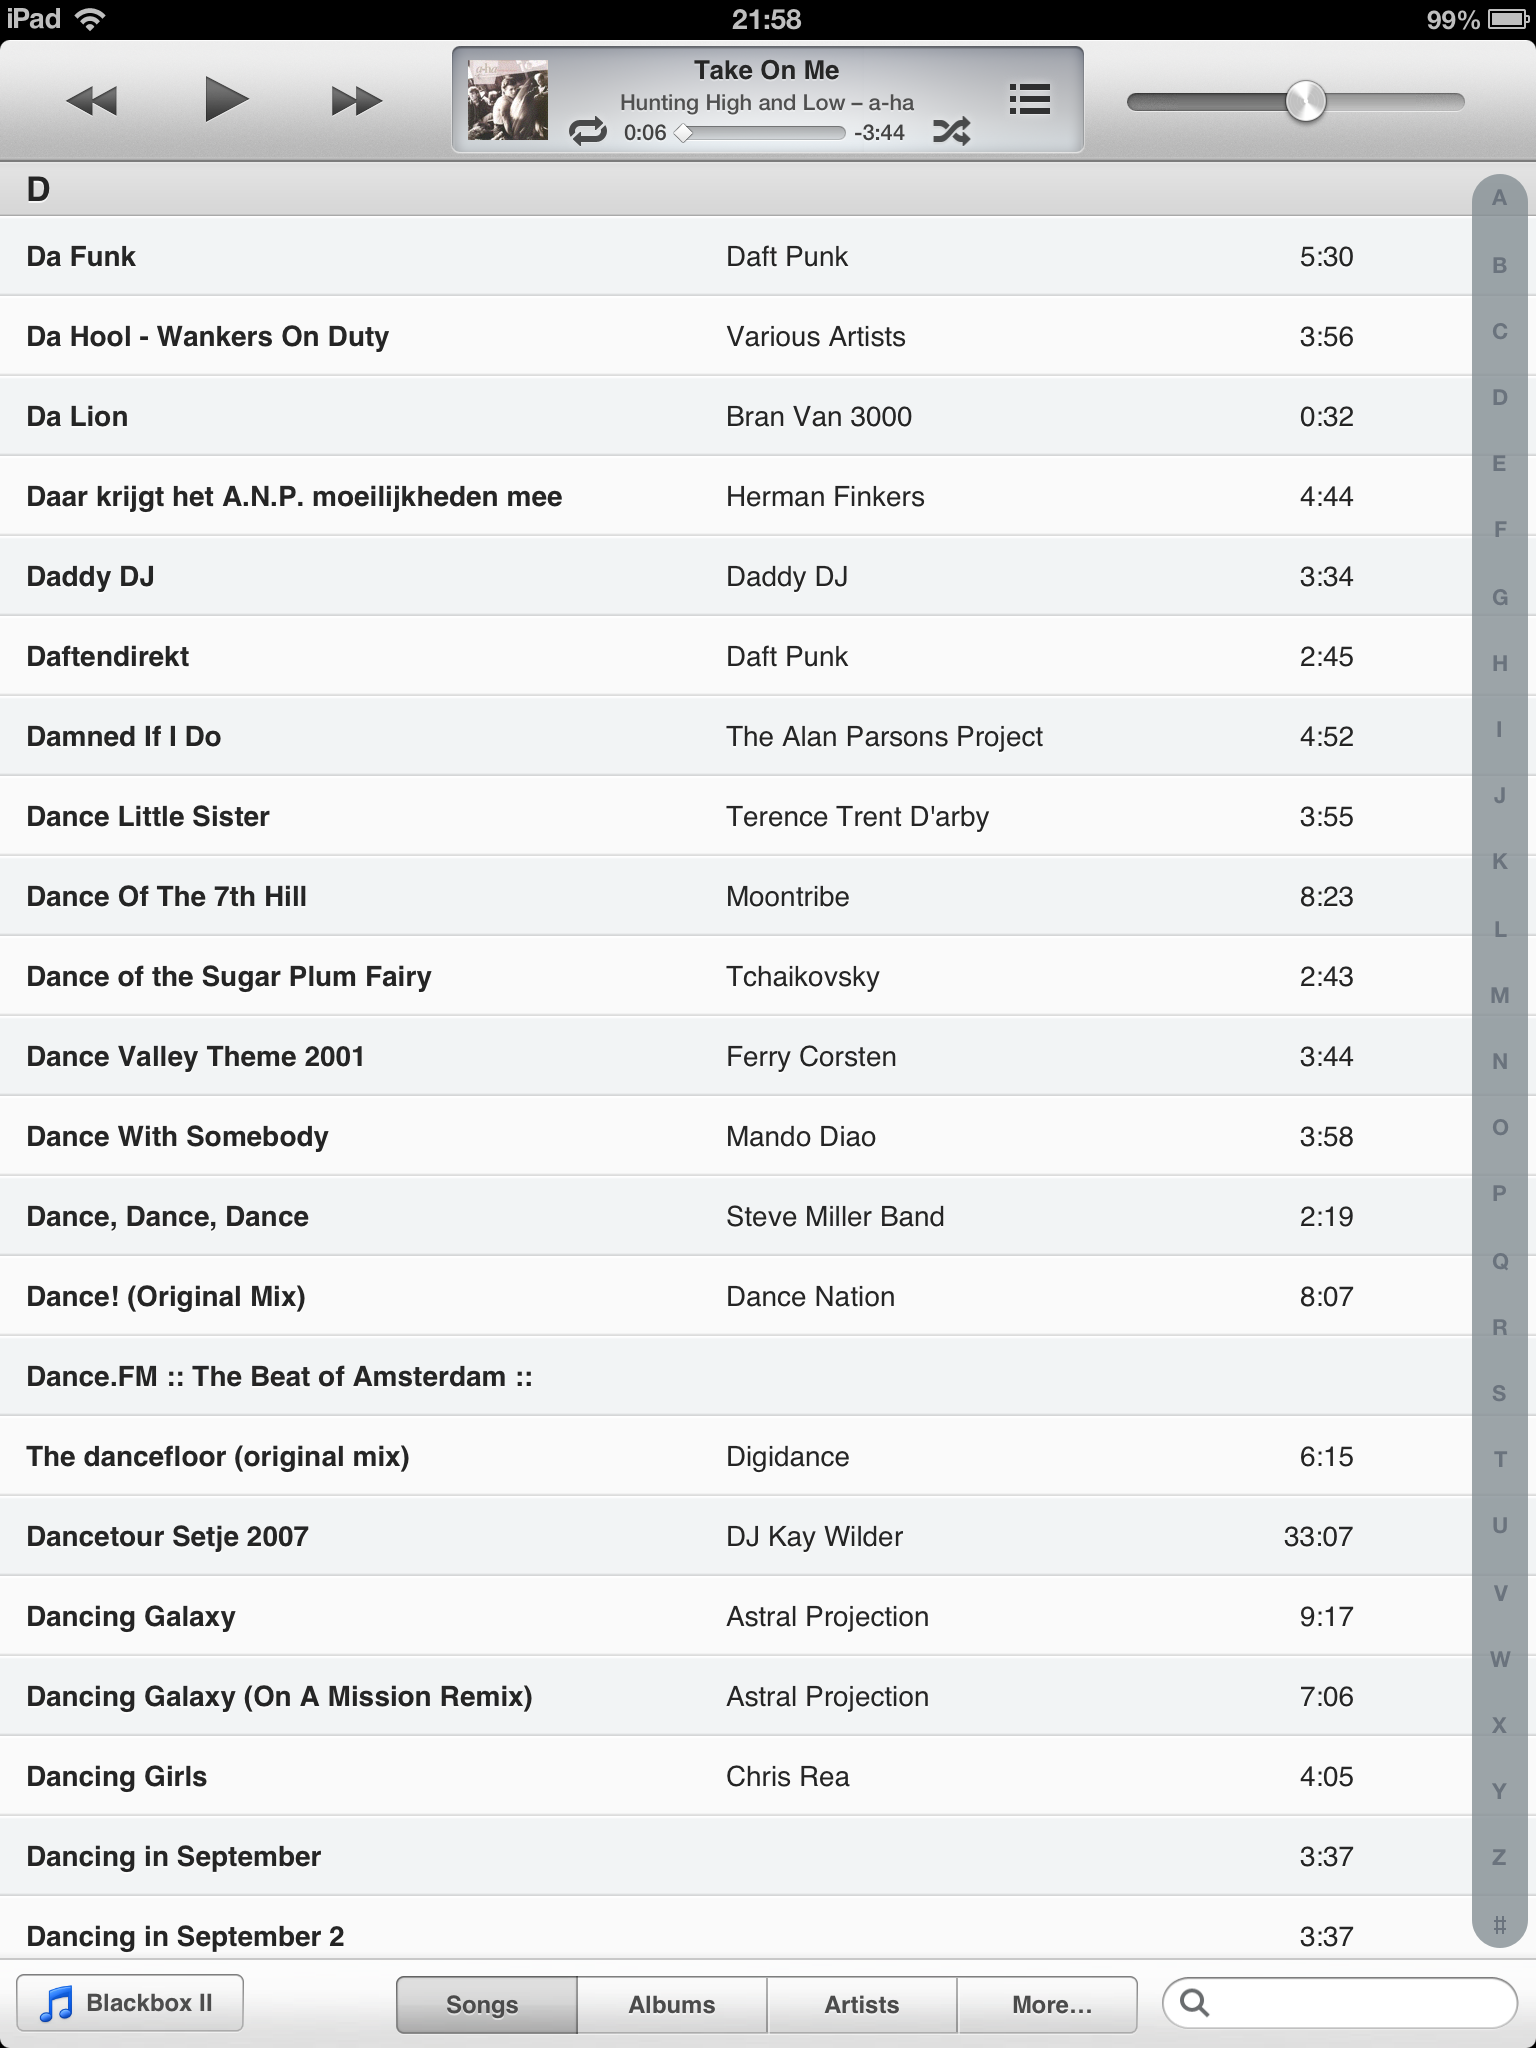 iPad 21:58 99%
Take On Me
Hunting High and Low – a-ha
0:06 -3:44
D
Da Funk Daft Punk 5:30
Da Hool - Wankers On Duty Various Artists 3:56
Da Lion Bran Van 3000 0:32
Daar krijgt het A.N.P. moeilijkheden mee Herman Finkers 4:44
Daddy DJ Daddy DJ 3:34
Daftendirekt Daft Punk 2:45
Damned If I Do The Alan Parsons Project 4:52
Dance Little Sister Terence Trent D'arby 3:55
Dance Of The 7th Hill Moontribe 8:23
Dance of the Sugar Plum Fairy Tchaikovsky 2:43
Dance Valley Theme 2001 Ferry Corsten 3:44
Dance With Somebody Mando Diao 3:58
Dance, Dance, Dance Steve Miller Band 2:19
Dance! (Original Mix) Dance Nation 8:07
Dance.FM :: The Beat of Amsterdam ::
The dancefloor (original mix) Digidance 6:15
Dancetour Setje 2007 DJ Kay Wilder 33:07
Dancing Galaxy Astral Projection 9:17
Dancing Galaxy (On A Mission Remix) Astral Projection 7:06
Dancing Girls Chris Rea 4:05
Dancing in September 3:37
Dancing in September 2 3:37
A
B
C
D
E
F
G
H
I
J
K
L
M
N
O
P
Q
R
S
T
U
V
W
X
Y
Z
#
Blackbox II Songs Albums Artists More...